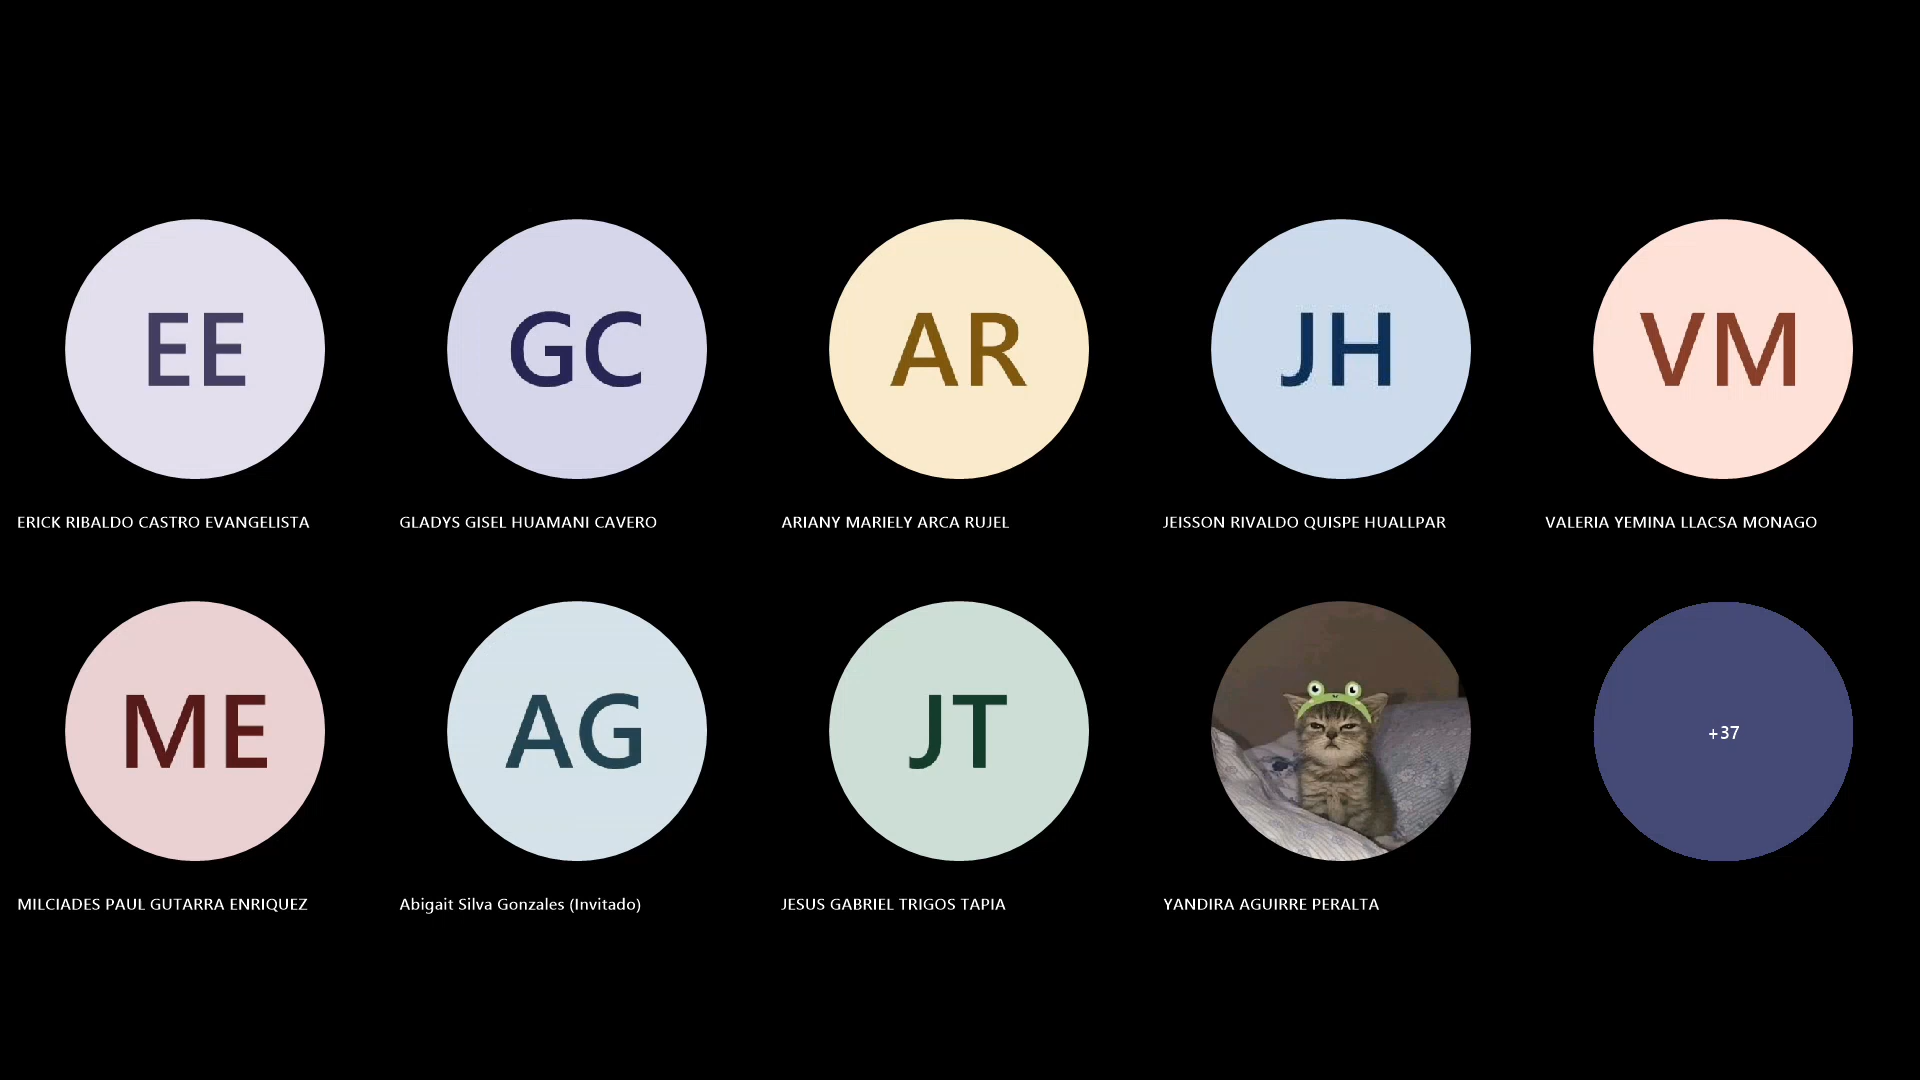 EE
GC
AR
JH
VM
ERICK RIBALDO CASTRO EVANGELISTA
GLADYS GISEL HUAMANI CAVERO
ARIANY MARIELY ARCA RUJEL
JEISSON RIVALDO QUISPE HUALLPAR
VALERIA YEMINA LLACSA MONAGO
ME
AG
JT
+37
MILCIADES PAUL GUTARRA ENRIQUEZ
Abigait Silva Gonzales (Invitado)
JESUS GABRIEL TRIGOS TAPIA
YANDIRA AGUIRRE PERALTA